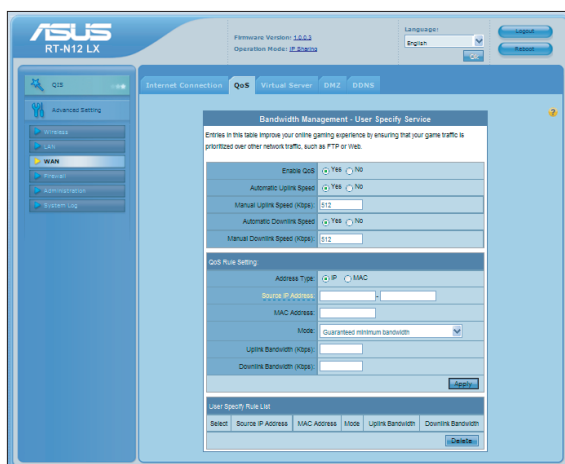 ASUS
RT-N12 LX
Firmware Version: 1.0.0.3
Operation Mode: IP Sharing
Language:
English
OK
Logout
Reboot
QIS
Advanced Setting
Wireless
LAN
WAN
Firewall
Administration
System Log
Internet Connection QoS Virtual Server DMZ DDNS
Bandwidth Management - User Specify Service
Entries in this table improve your online gaming experience by ensuring that your game traffic is
prioritized over other network traffic, such as FTP or Web.
Enable QoS Yes No
Automatic Uplink Speed Yes No
Manual Uplink Speed (Kbps): 512
Automatic Downlink Speed Yes No
Manual Downlink Speed (Kbps): 512
QoS Rule Setting:
Address Type: IP MAC
Source IP Address: -
MAC Address:
Mode: Guaranteed minimum bandwidth
Uplink Bandwidth (Kbps):
Downlink Bandwidth (Kbps):
Apply
User Specify Rule List
Select Source IP Address MAC Address Mode Uplink Bandwidth Downlink Bandwidth
Delete